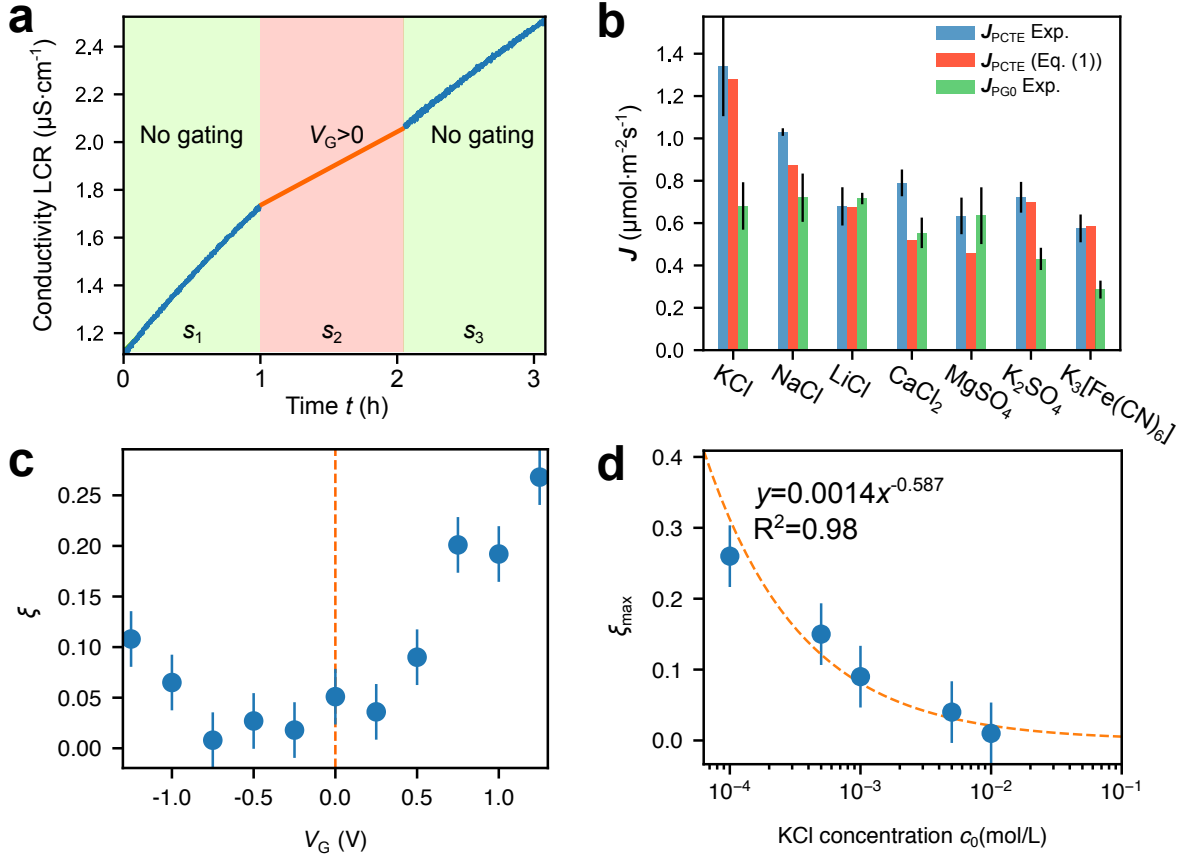 a
Conductivity LCR (µS·cm⁻¹)
2.4
2.2
2.0
1.8
1.6
1.4
1.2
No gating
V_G>0
No gating
s₁
s₂
s₃
0
1
2
3
Time t (h)
b
J (µmol·m⁻²s⁻¹)
1.4
1.2
1.0
0.8
0.6
0.4
0.2
0.0
J_PCTE Exp.
J_PCTE (Eq. (1))
J_PG0 Exp.
KCl
NaCl
LiCl
CaCl₂
MgSO₄
K₂SO₄
K₃[Fe(CN)₆]
c
ξ
0.25
0.20
0.15
0.10
0.05
0.00
-1.0
-0.5
0.0
0.5
1.0
V_G (V)
d
ξ_max
0.4
0.3
0.2
0.1
0.0
y=0.0014x^-0.587
R²=0.98
10⁻⁴
10⁻³
10⁻²
10⁻¹
KCl concentration c₀(mol/L)